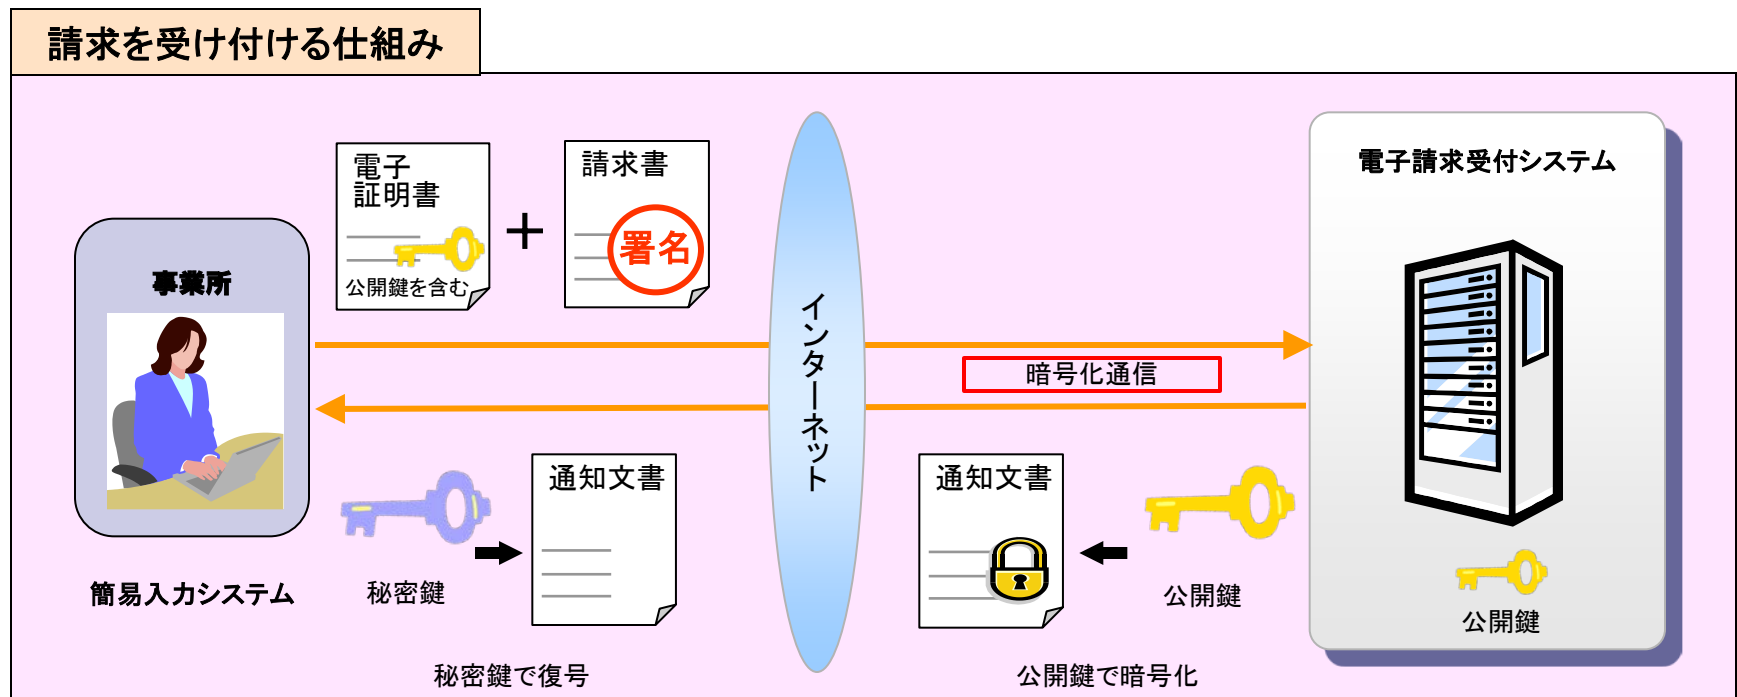 請求を受け付ける仕組み
電子
証明書
公開鍵を含む
＋
請求書
署名
電子請求受付システム
事業所
インターネット
暗号化通信
通知文書
通知文書
簡易入力システム
秘密鍵
公開鍵
公開鍵
秘密鍵で復号
公開鍵で暗号化